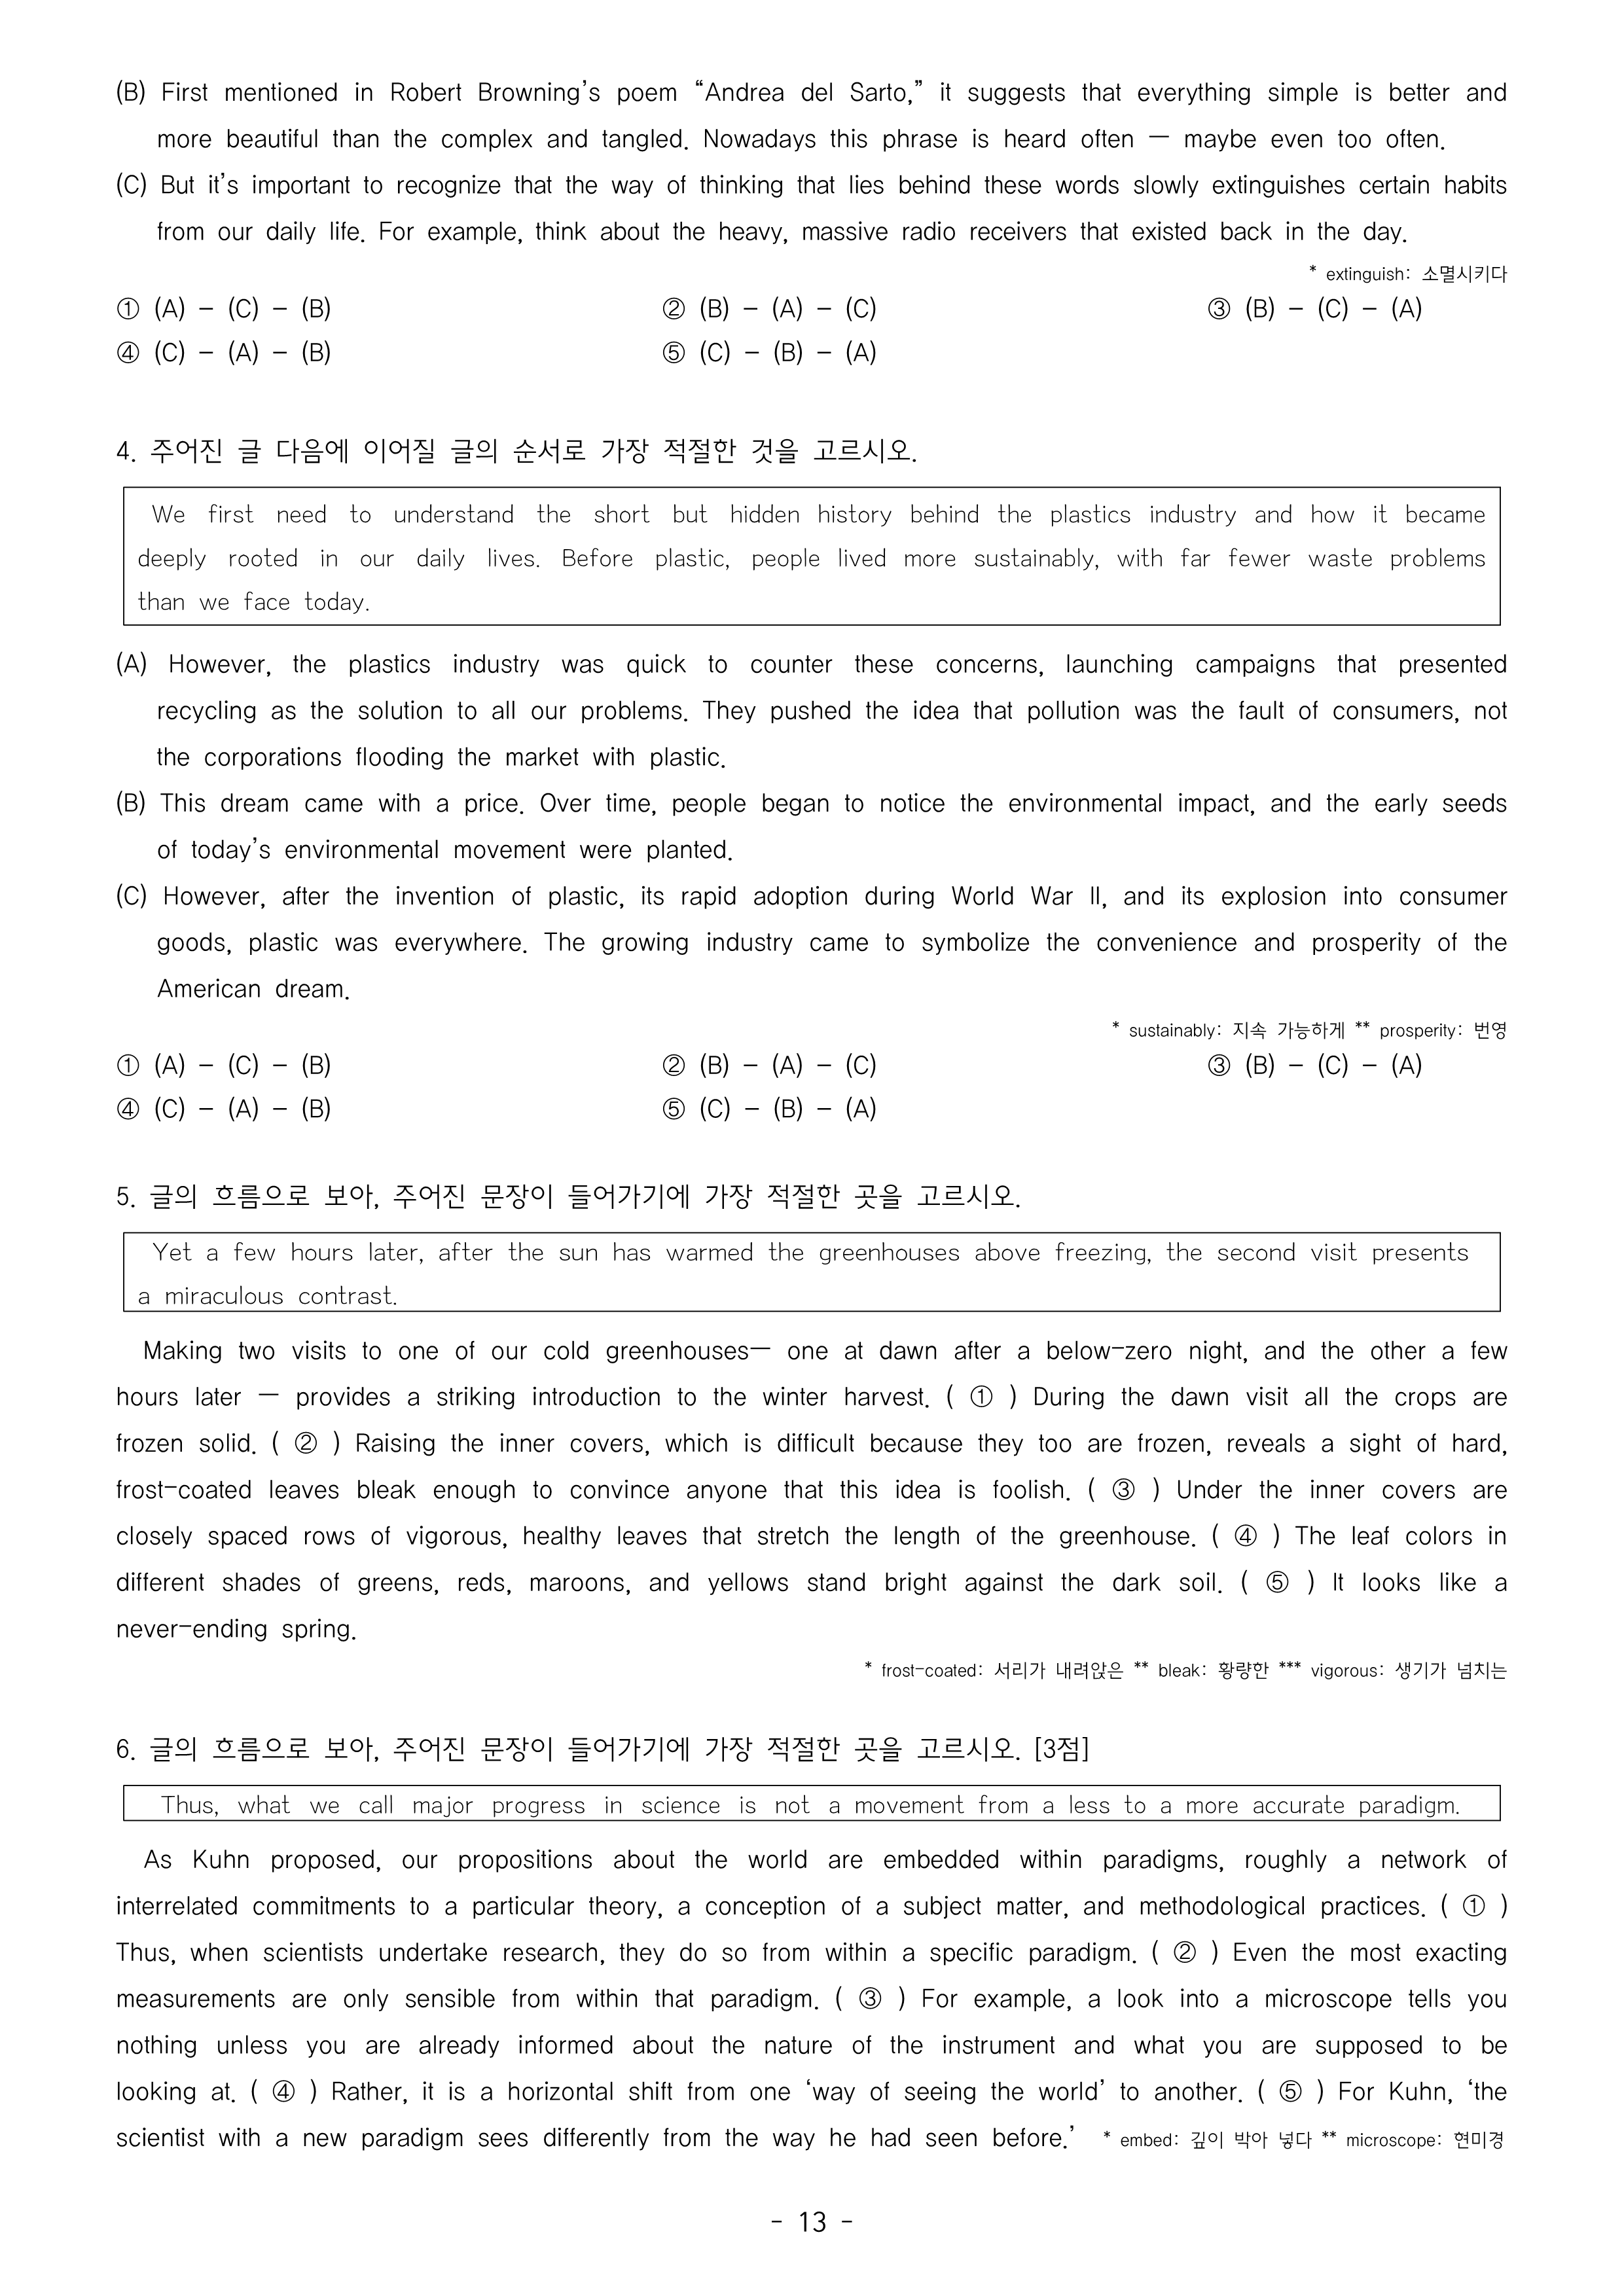 (B) First mentioned in Robert Browning's poem “Andrea del Sarto,” it suggests that everything simple is better and
more beautiful than the complex and tangled. Nowadays this phrase is heard often ─ maybe even too often.
(C) But it's important to recognize that the way of thinking that lies behind these words slowly extinguishes certain habits
from our daily life. For example, think about the heavy, massive radio receivers that existed back in the day.
* extinguish: 소멸시키다
① (A) － (C) － (B) ② (B) － (A) － (C) ③ (B) － (C) － (A)
④ (C) － (A) － (B) ⑤ (C) － (B) － (A)
4. 주어진 글 다음에 이어질 글의 순서로 가장 적절한 것을 고르시오.
We first need to understand the short but hidden history behind the plastics industry and how it became
deeply rooted in our daily lives. Before plastic, people lived more sustainably, with far fewer waste problems
than we face today.
(A) However, the plastics industry was quick to counter these concerns, launching campaigns that presented
recycling as the solution to all our problems. They pushed the idea that pollution was the fault of consumers, not
the corporations flooding the market with plastic.
(B) This dream came with a price. Over time, people began to notice the environmental impact, and the early seeds
of today's environmental movement were planted.
(C) However, after the invention of plastic, its rapid adoption during World War II, and its explosion into consumer
goods, plastic was everywhere. The growing industry came to symbolize the convenience and prosperity of the
American dream.
* sustainably: 지속 가능하게 ** prosperity: 번영
① (A) － (C) － (B) ② (B) － (A) － (C) ③ (B) － (C) － (A)
④ (C) － (A) － (B) ⑤ (C) － (B) － (A)
5. 글의 흐름으로 보아, 주어진 문장이 들어가기에 가장 적절한 곳을 고르시오.
Yet a few hours later, after the sun has warmed the greenhouses above freezing, the second visit presents
a miraculous contrast.
Making two visits to one of our cold greenhouses─ one at dawn after a below-zero night, and the other a few
hours later ─ provides a striking introduction to the winter harvest. ( ① ) During the dawn visit all the crops are
frozen solid. ( ② ) Raising the inner covers, which is difficult because they too are frozen, reveals a sight of hard,
frost-coated leaves bleak enough to convince anyone that this idea is foolish. ( ③ ) Under the inner covers are
closely spaced rows of vigorous, healthy leaves that stretch the length of the greenhouse. ( ④ ) The leaf colors in
different shades of greens, reds, maroons, and yellows stand bright against the dark soil. ( ⑤ ) It looks like a
never-ending spring.
* frost-coated: 서리가 내려앉은 ** bleak: 황량한 *** vigorous: 생기가 넘치는
6. 글의 흐름으로 보아, 주어진 문장이 들어가기에 가장 적절한 곳을 고르시오. [3점]
Thus, what we call major progress in science is not a movement from a less to a more accurate paradigm.
As Kuhn proposed, our propositions about the world are embedded within paradigms, roughly a network of
interrelated commitments to a particular theory, a conception of a subject matter, and methodological practices. ( ① )
Thus, when scientists undertake research, they do so from within a specific paradigm. ( ② ) Even the most exacting
measurements are only sensible from within that paradigm. ( ③ ) For example, a look into a microscope tells you
nothing unless you are already informed about the nature of the instrument and what you are supposed to be
looking at. ( ④ ) Rather, it is a horizontal shift from one ‘way of seeing the world’ to another. ( ⑤ ) For Kuhn, ‘the
scientist with a new paradigm sees differently from the way he had seen before.’ * embed: 깊이 박아 넣다 ** microscope: 현미경
- 13 -